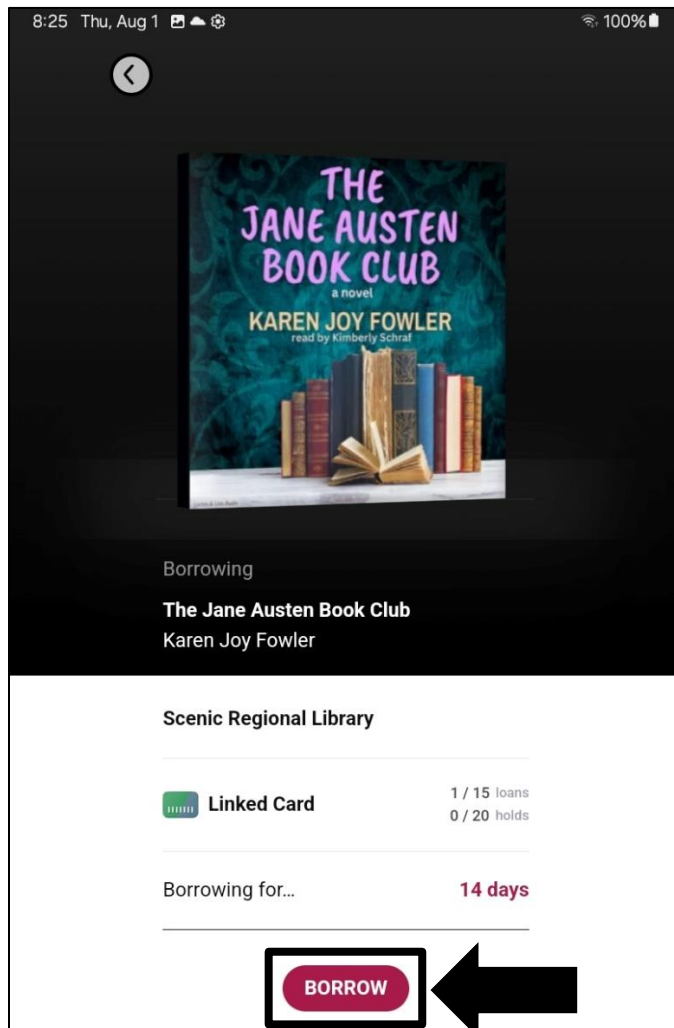 8:25 Thu, Aug 1
100%
THE
JANE AUSTEN
BOOK CLUB
a novel
KAREN JOY FOWLER
read by Kimberly Schraf
Borrowing
The Jane Austen Book Club
Karen Joy Fowler
Scenic Regional Library
Linked Card
1 / 15 loans
0 / 20 holds
Borrowing for...
14 days
BORROW